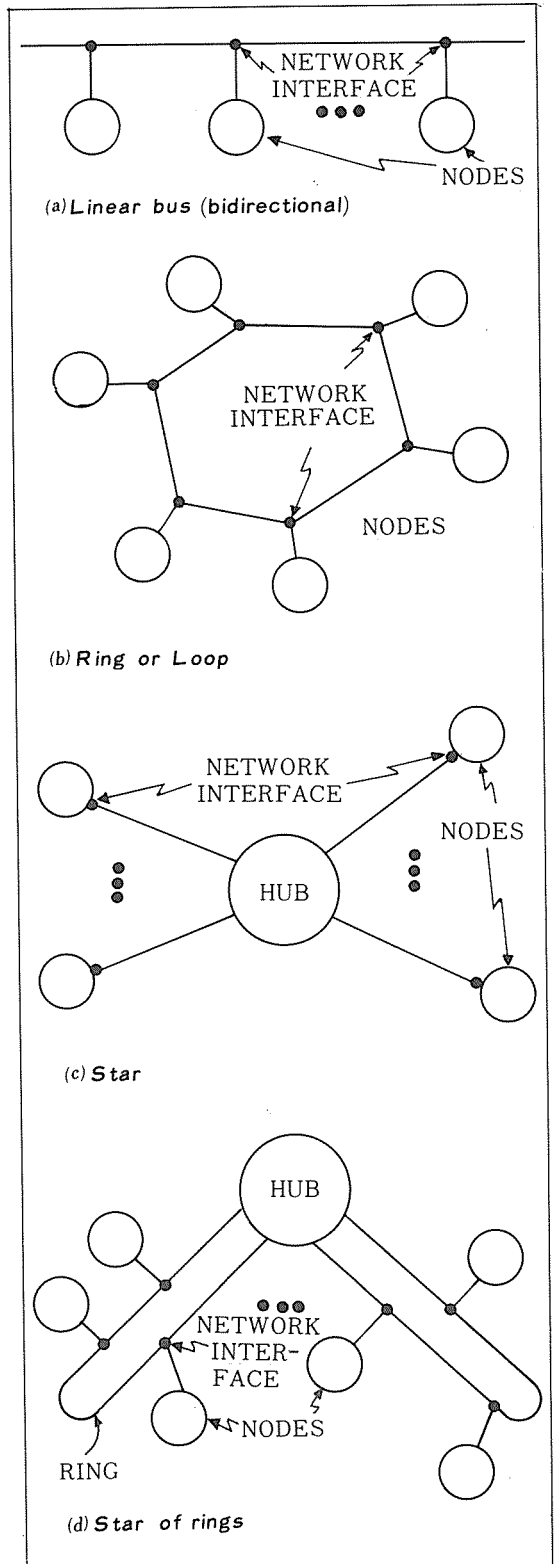 NETWORK
INTERFACE
NODES
(a) Linear bus (bidirectional)
NETWORK
INTERFACE
NODES
(b) Ring or Loop
NETWORK
INTERFACE
NODES
HUB
(c) Star
HUB
NETWORK
INTER-
FACE
NODES
RING
(d) Star of rings